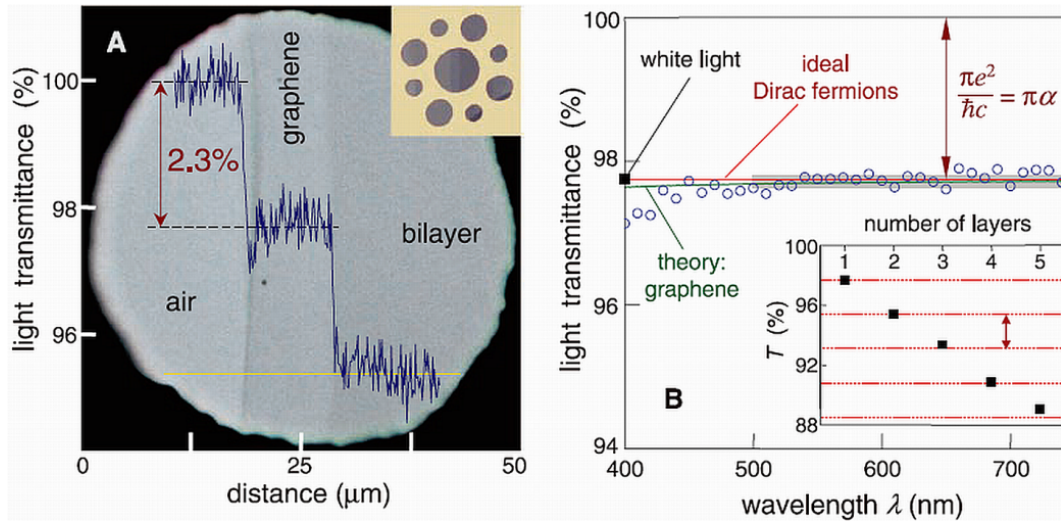 A
100
98
96
light transmittance (%)
2.3%
air
graphene
bilayer
0
25
50
distance (μm)
100
98
96
94
light transmittance (%)
white light
ideal
Dirac fermions
πe²/ħc = πα
theory:
graphene
B
number of layers
1 2 3 4 5
100
96
92
88
T (%)
400 500 600 700
wavelength λ (nm)